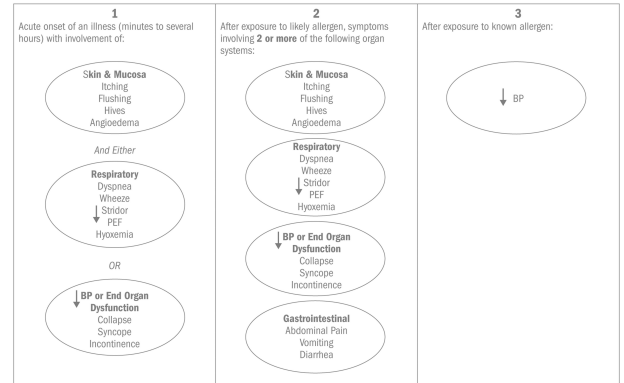 1
Acute onset of an illness (minutes to several
hours) with involvement of:
Skin & Mucosa
Itching
Flushing
Hives
Angioedema
And Either
Respiratory
Dyspnea
Wheeze
Stridor
PEF
Hyoxemia
OR
BP or End Organ
Dysfunction
Collapse
Syncope
Incontinence
2
After exposure to likely allergen, symptoms
involving 2 or more of the following organ
systems:
Skin & Mucosa
Itching
Flushing
Hives
Angioedema
Respiratory
Dyspnea
Wheeze
Stridor
PEF
Hyoxemia
BP or End Organ
Dysfunction
Collapse
Syncope
Incontinence
Gastrointestinal
Abdominal Pain
Vomiting
Diarrhea
3
After exposure to known allergen:
BP